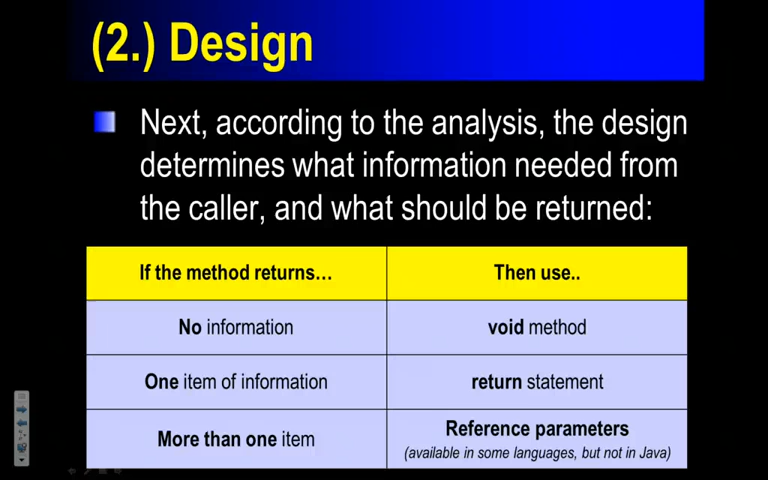 (2.) Design
Next, according to the analysis, the design
determines what information needed from
the caller, and what should be returned:
If the method returns…
Then use..
No information
void method
One item of information
return statement
More than one item
Reference parameters
(available in some languages, but not in Java)